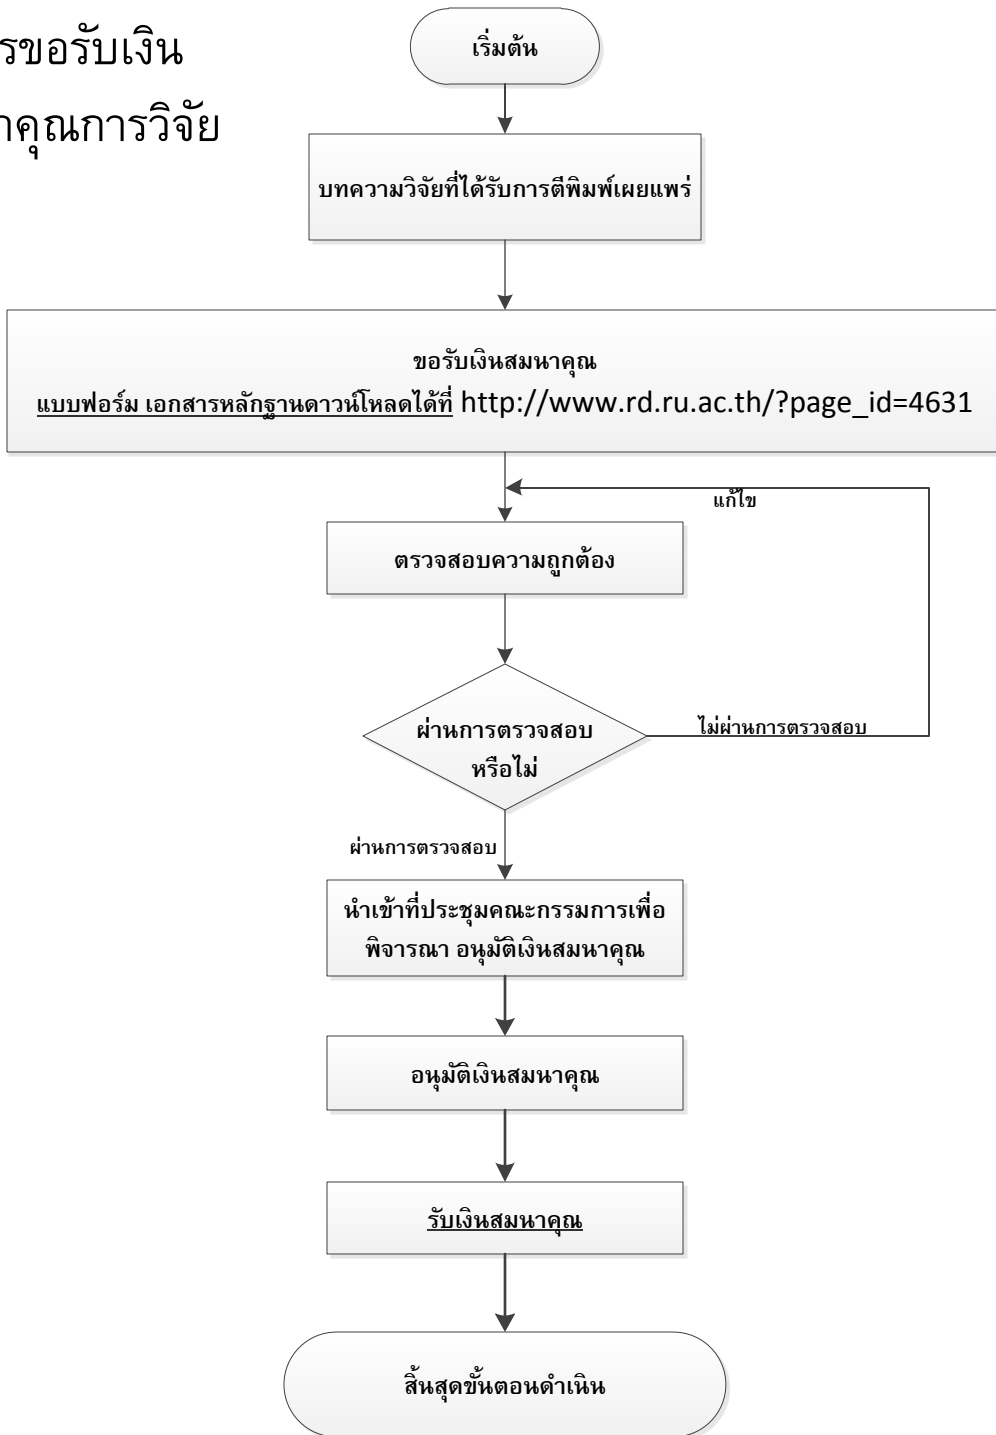 รขอรับเงิน
าคุณการวิจัย
เริ่มต้น
บทความวิจัยที่ได้รับการตีพิมพ์เผยแพร่
ขอรับเงินสมนาคุณ
แบบฟอร์ม เอกสารหลักฐานดาวน์โหลดได้ที่ http://www.rd.ru.ac.th/?page_id=4631
แก้ไข
ตรวจสอบความถูกต้อง
ผ่านการตรวจสอบ
หรือไม่
ไม่ผ่านการตรวจสอบ
ผ่านการตรวจสอบ
นำเข้าที่ประชุมคณะกรรมการเพื่อ
พิจารณา อนุมัติเงินสมนาคุณ
อนุมัติเงินสมนาคุณ
รับเงินสมนาคุณ
สิ้นสุดขั้นตอนดำเนิน